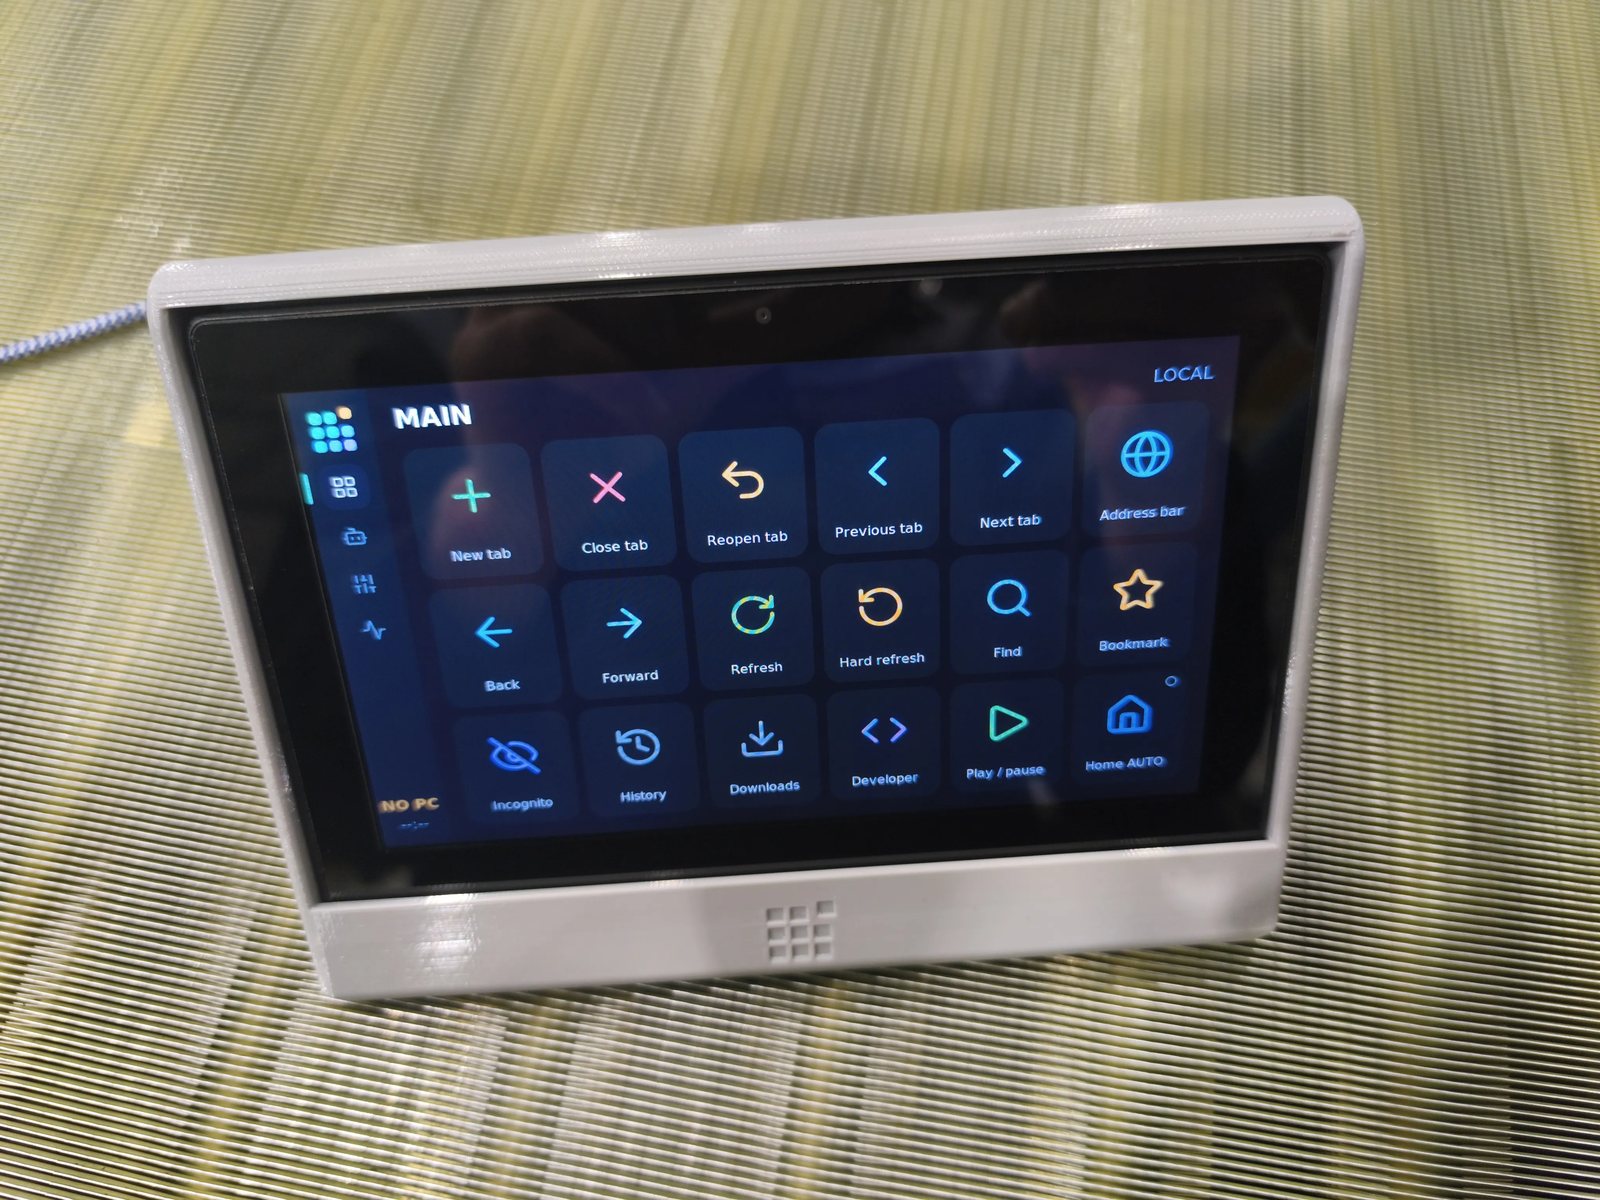 LOCAL
MAIN
New tab
Close tab
Reopen tab
Previous tab
Next tab
Address bar
Back
Forward
Refresh
Hard refresh
Find
Bookmark
Incognito
History
Downloads
Developer
Play / pause
Home AUTO
NO PC
--:--